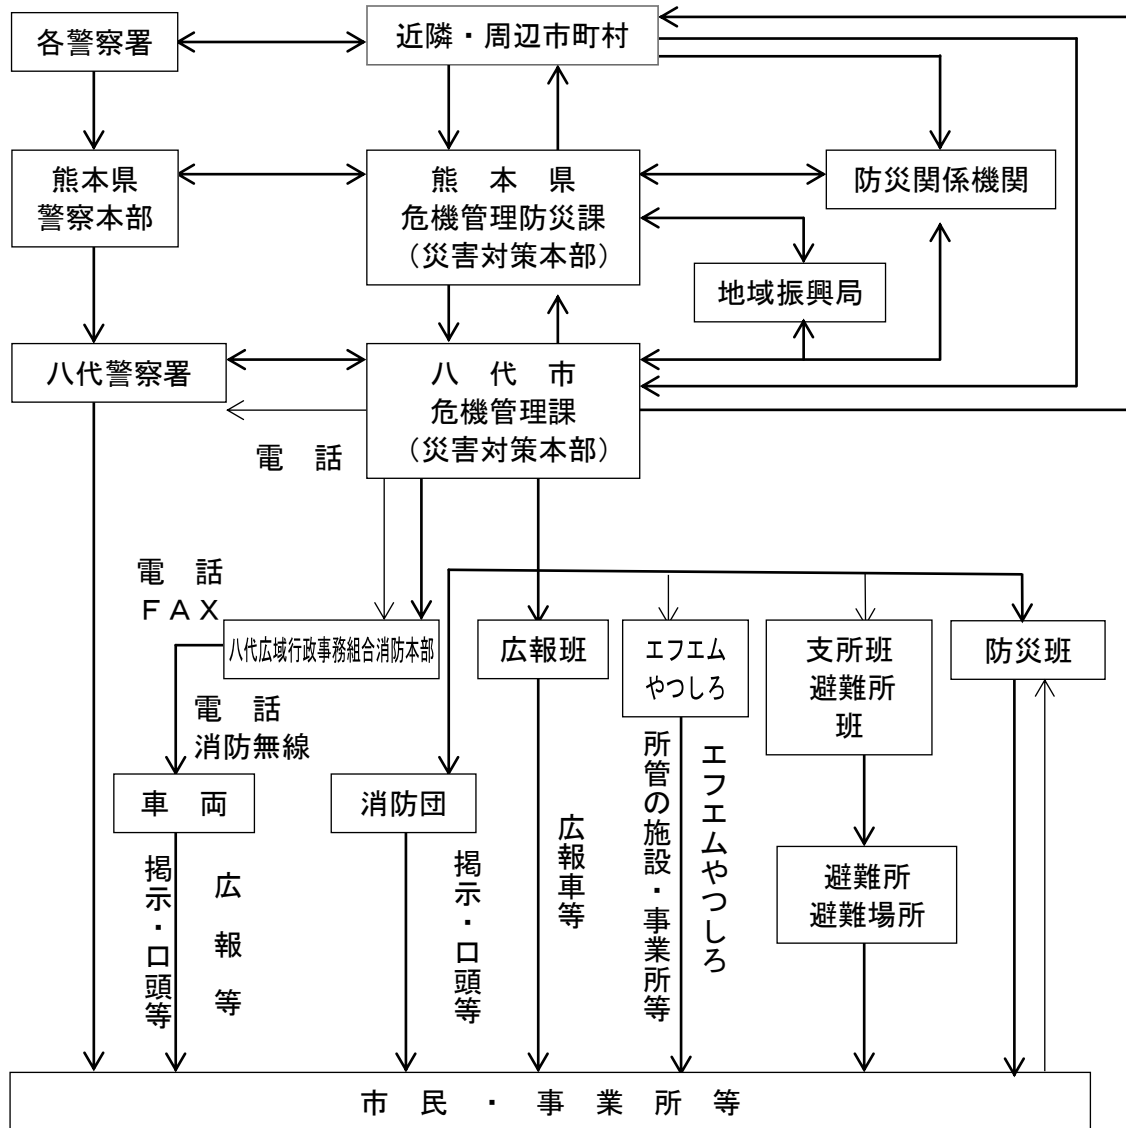 各警察署
近隣・周辺市町村
熊本県
警察本部
熊　本　県
危機管理防災課
（災害対策本部）
防災関係機関
地域振興局
八代警察署
八　代　市
危機管理課
（災害対策本部）
電　話
電　話
ＦＡＸ
八代広域行政事務組合消防本部
広報班
エフエム
やつしろ
支所班
避難所
班
防災班
電　話
消防無線
車　両
消防団
避難所
避難場所
掲示・口頭等
広　報　等
掲示・口頭等
広報車等
所管の施設・事業所等
エフエムやつしろ
市　民　・　事　業　所　等